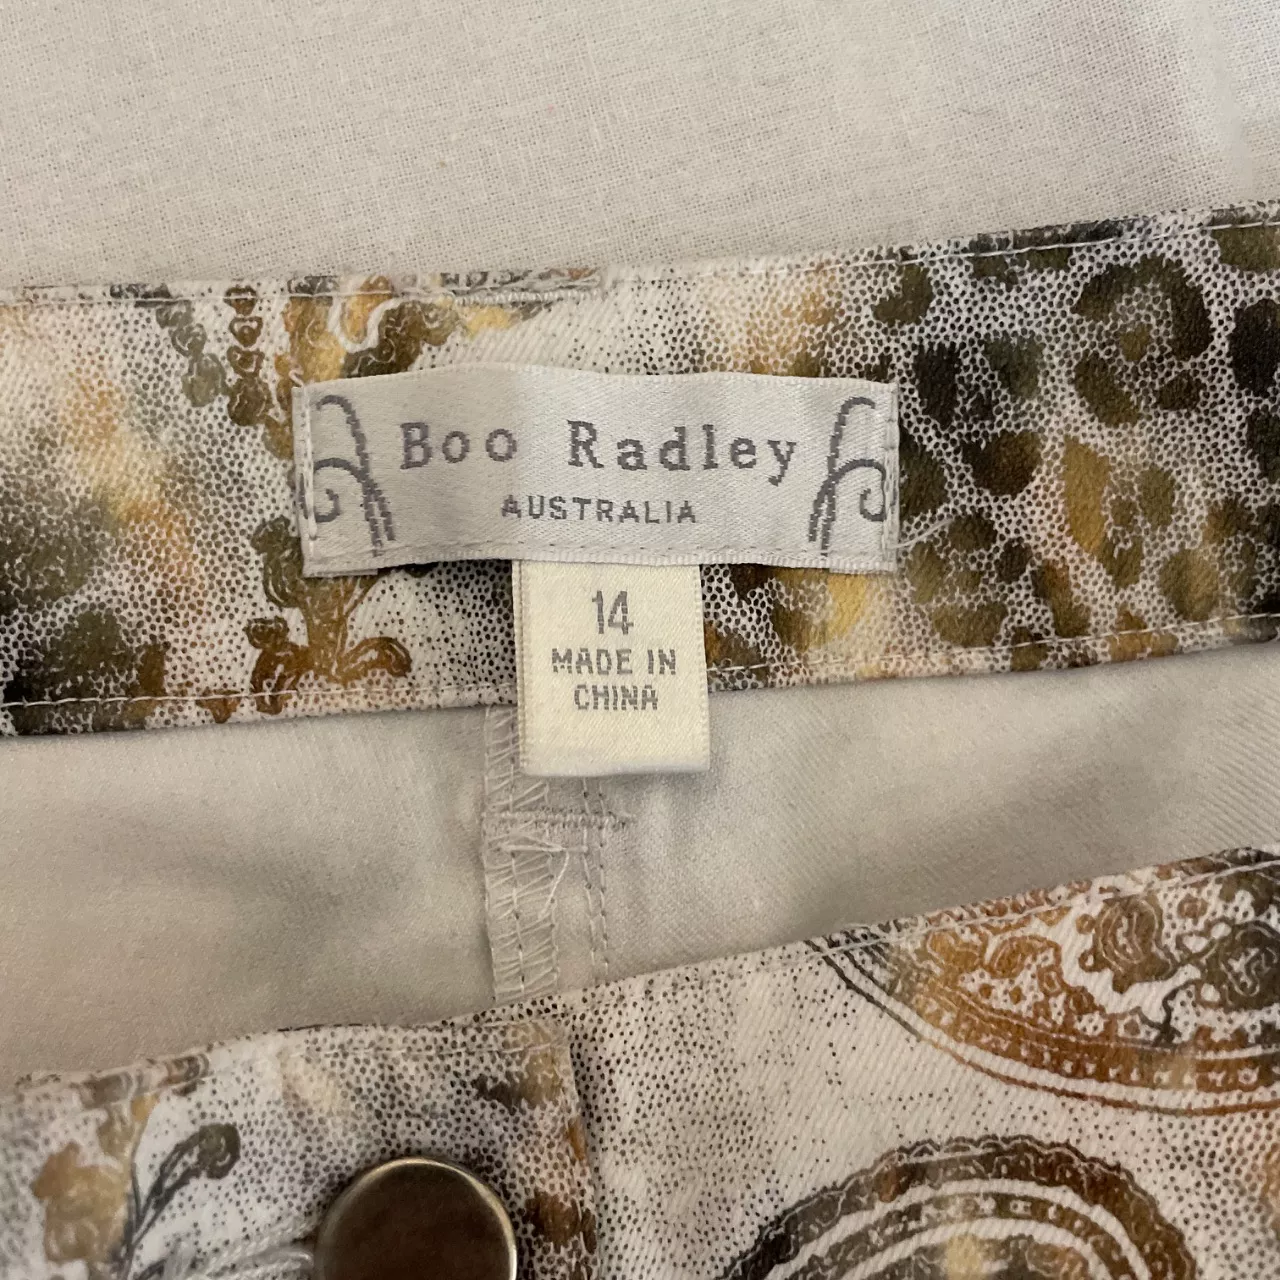 Boo Radley
AUSTRALIA
14
MADE IN
CHINA